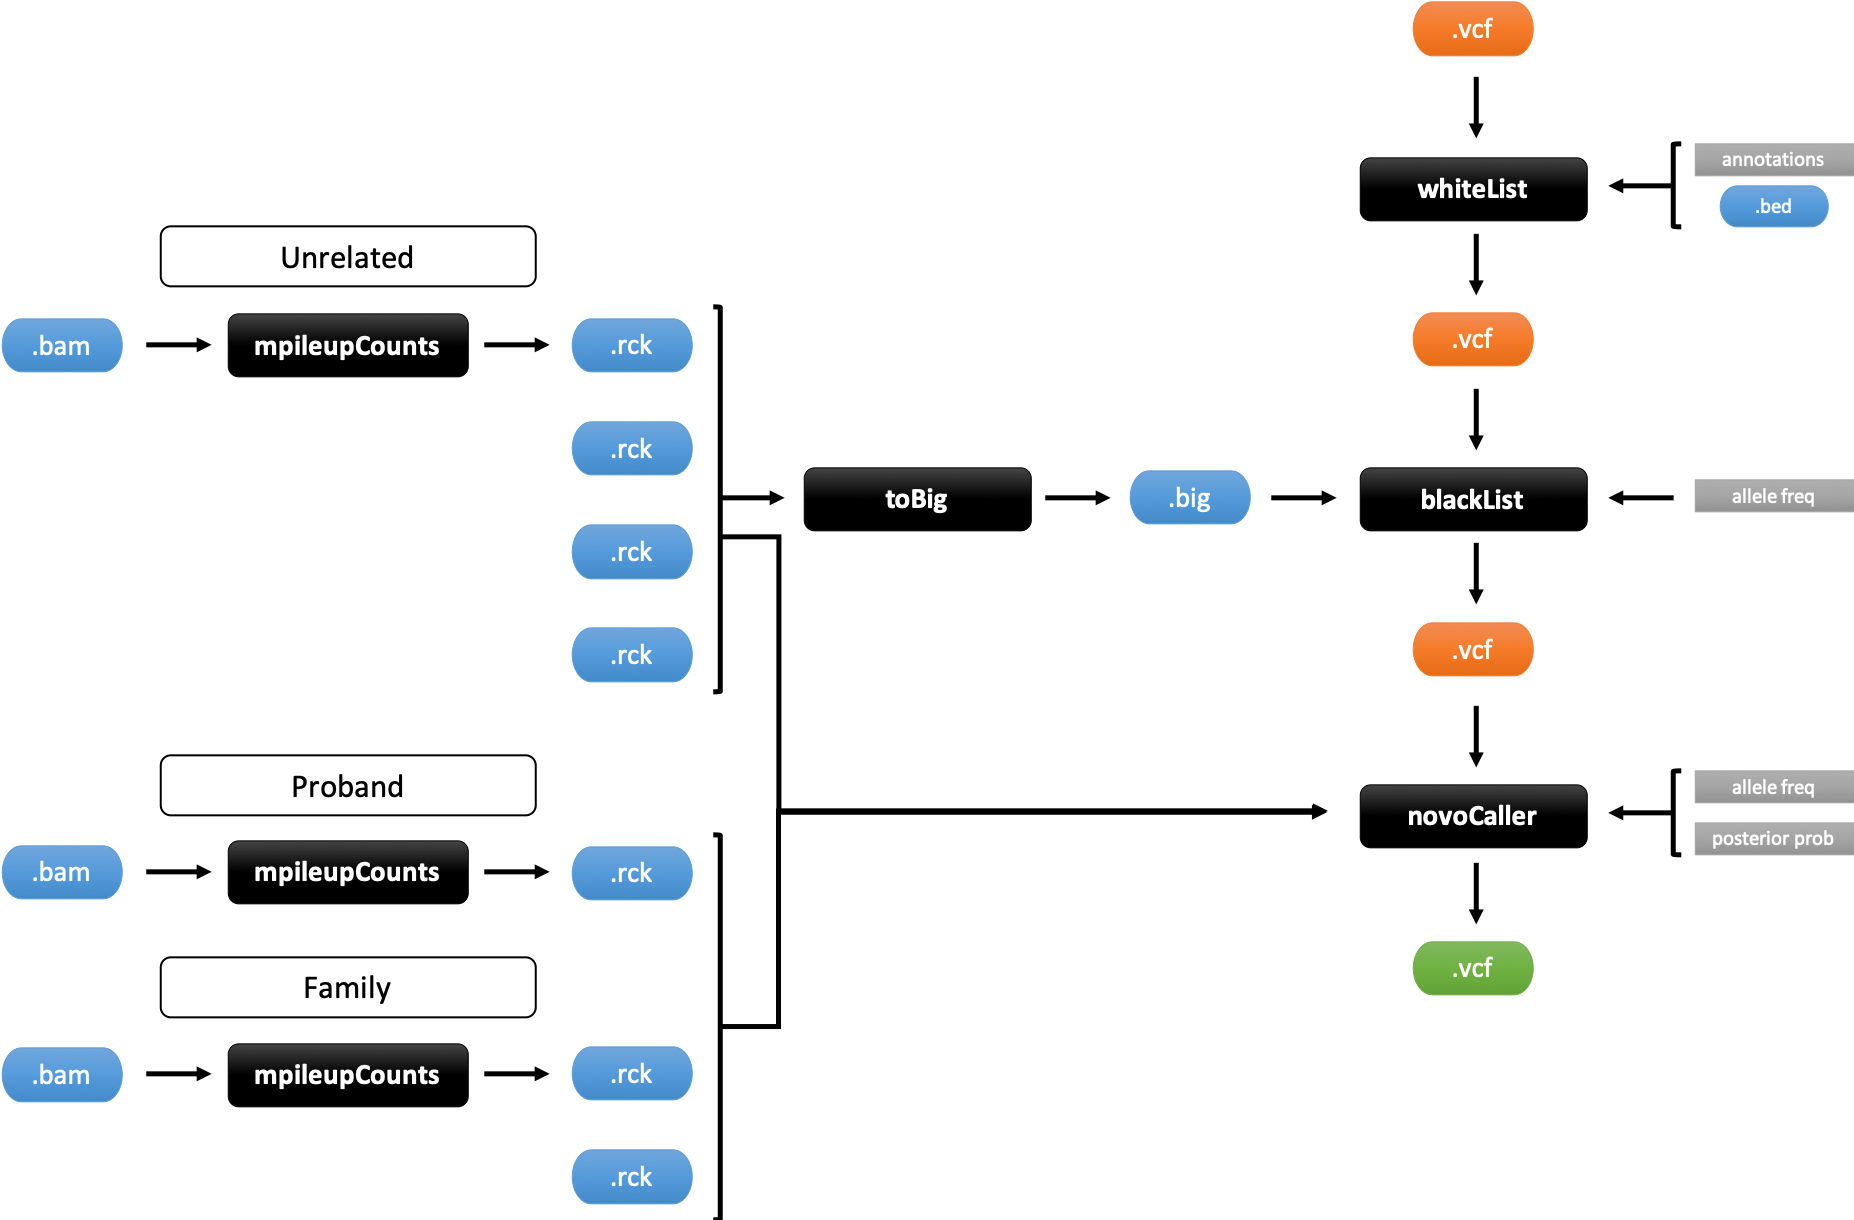 .vcf
whiteList
annotations
.bed
Unrelated
.bam
mpileupCounts
.rck
.vcf
.rck
toBig
.big
blackList
allele freq
.rck
.rck
.vcf
Proband
novoCaller
allele freq
posterior prob
.bam
mpileupCounts
.rck
.vcf
Family
.bam
mpileupCounts
.rck
.rck